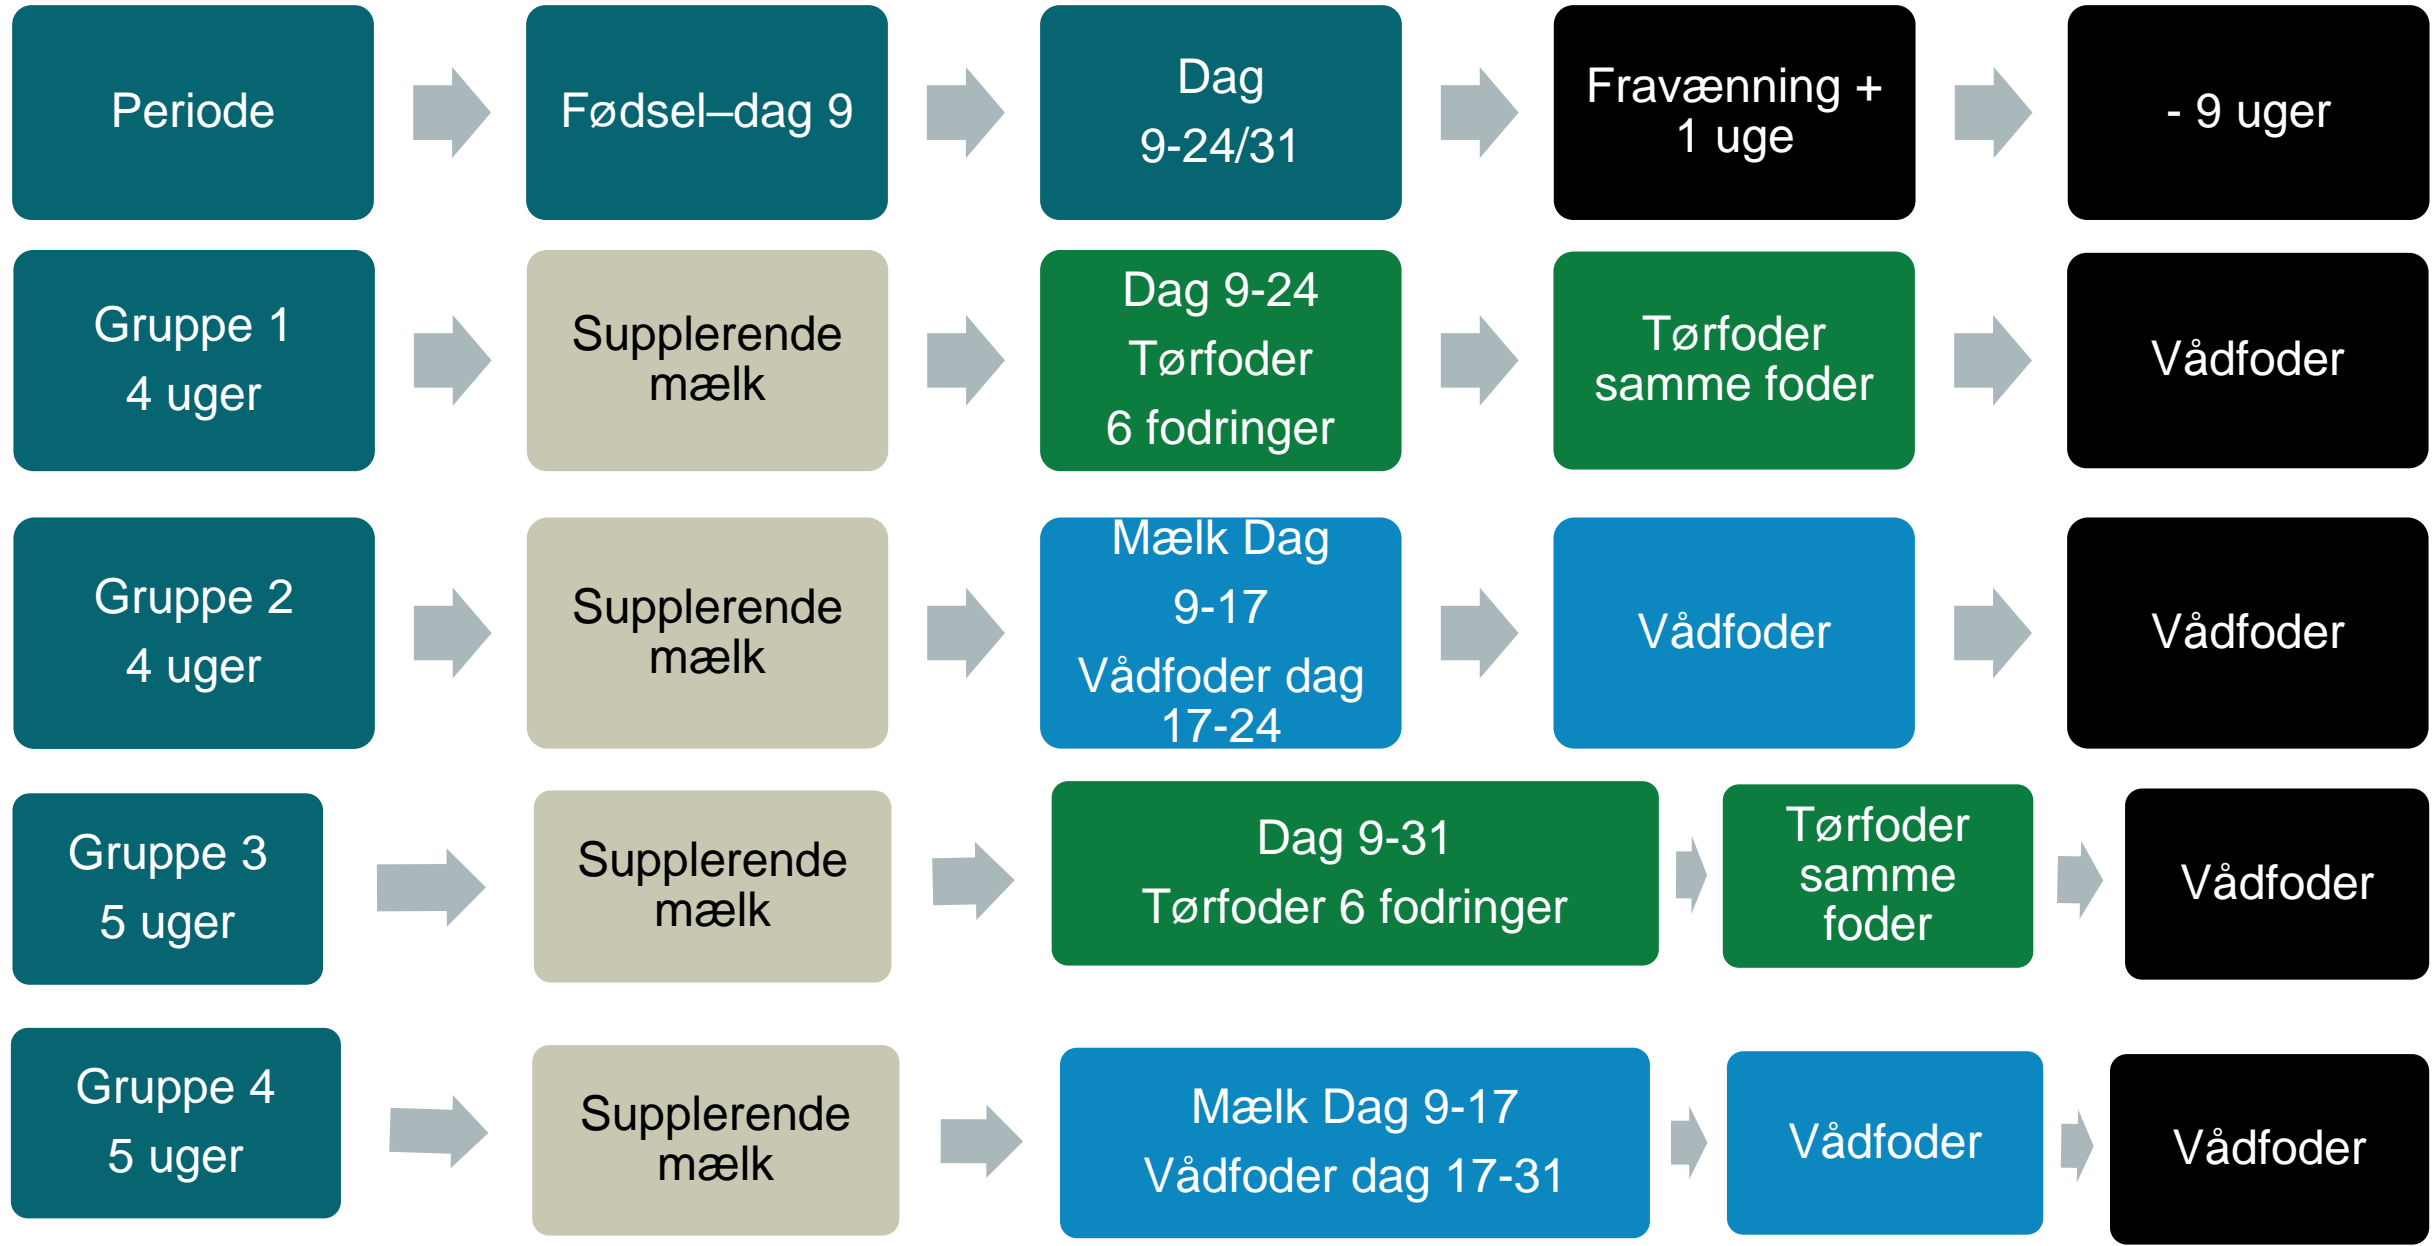 Periode
Fødsel–dag 9
Dag
9-24/31
Fravænning +
1 uge
- 9 uger
Gruppe 1
4 uger
Supplerende
mælk
Dag 9-24
Tørfoder
6 fodringer
Tørfoder
samme foder
Vådfoder
Gruppe 2
4 uger
Supplerende
mælk
Mælk Dag
9-17
Vådfoder dag
17-24
Vådfoder
Vådfoder
Gruppe 3
5 uger
Supplerende
mælk
Dag 9-31
Tørfoder 6 fodringer
Tørfoder
samme
foder
Vådfoder
Gruppe 4
5 uger
Supplerende
mælk
Mælk Dag 9-17
Vådfoder dag 17-31
Vådfoder
Vådfoder